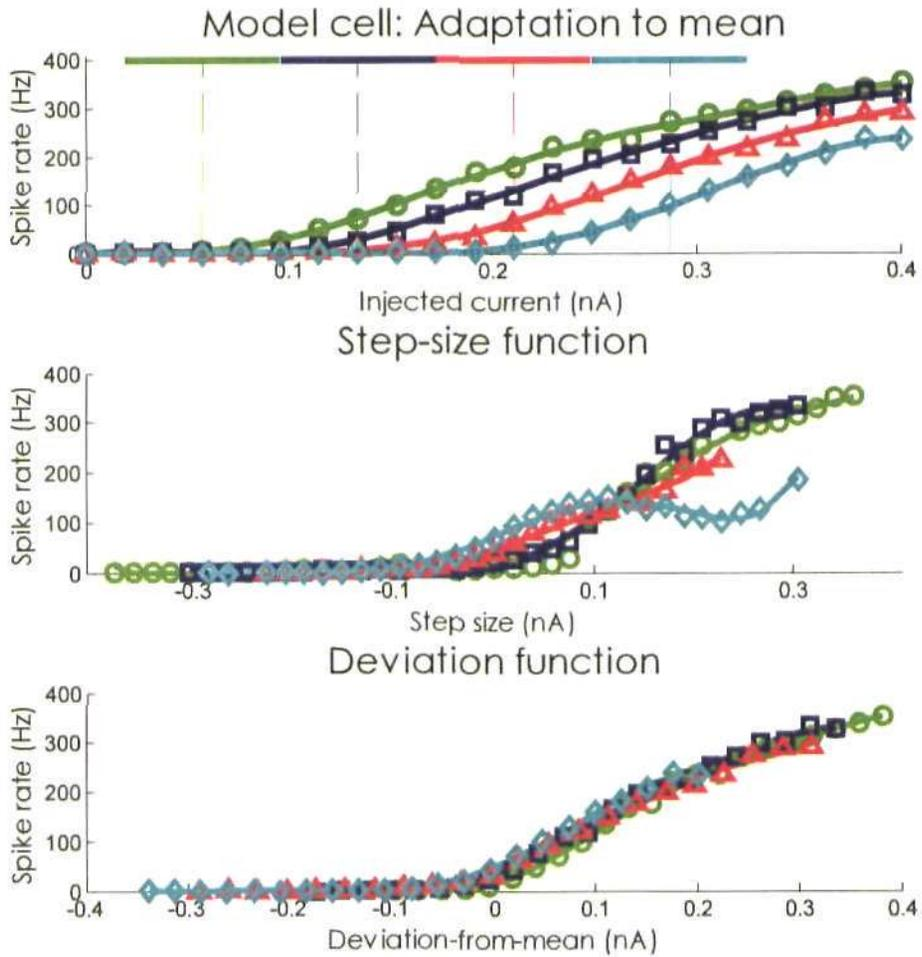 Model cell: Adaptation to mean
400
300
200
100
0
Spike rate (Hz)
0 0.1 0.2 0.3 0.4
Injected current (nA)
Step-size function
400
300
200
100
0
Spike rate (Hz)
-0.3 -0.1 0.1 0.3
Step size (nA)
Deviation function
400
300
200
100
0
Spike rate (Hz)
-0.4 -0.3 -0.2 -0.1 0 0.1 0.2 0.3 0.4
Deviation-from-mean (nA)